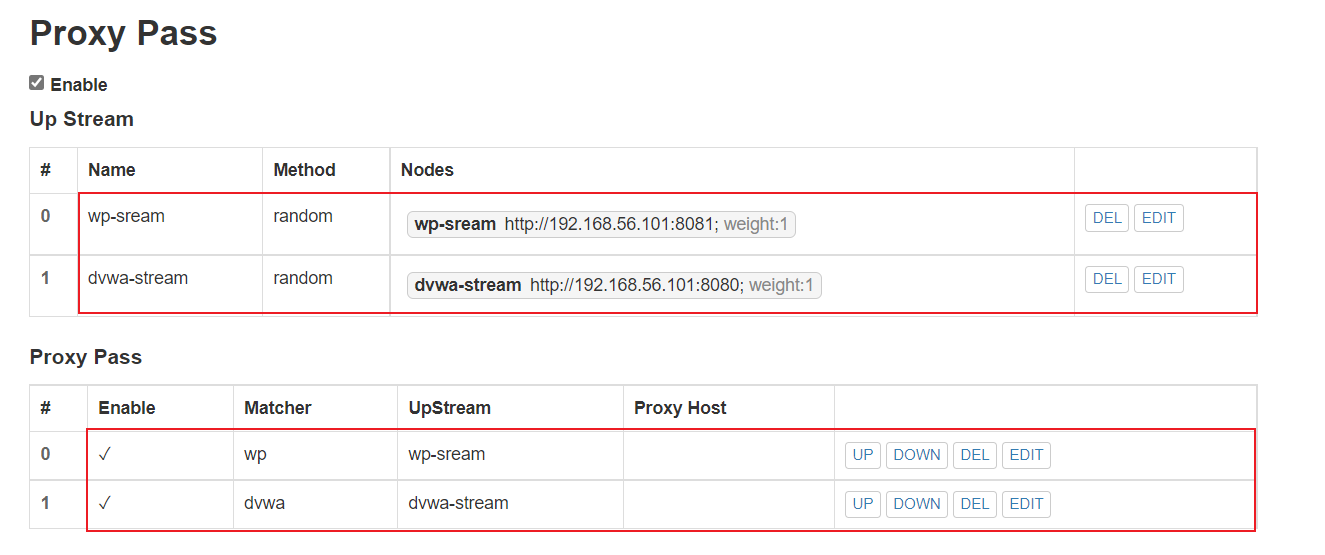 Proxy Pass
Enable
Up Stream
# Name Method Nodes
0 wp-sream random wp-sream http://192.168.56.101:8081; weight:1 DEL EDIT
1 dvwa-stream random dvwa-stream http://192.168.56.101:8080; weight:1 DEL EDIT
Proxy Pass
# Enable Matcher UpStream Proxy Host
0 ✓ wp wp-sream UP DOWN DEL EDIT
1 ✓ dvwa dvwa-stream UP DOWN DEL EDIT